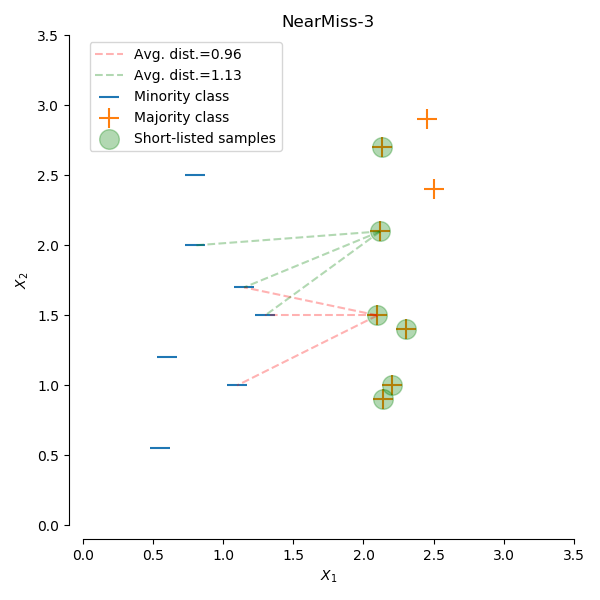 NearMiss-3
Avg. dist.=0.96
Avg. dist.=1.13
Minority class
Majority class
Short-listed samples
3.5
3.0
2.5
2.0
1.5
1.0
0.5
0.0
X₂
0.0 0.5 1.0 1.5 2.0 2.5 3.0 3.5
X₁